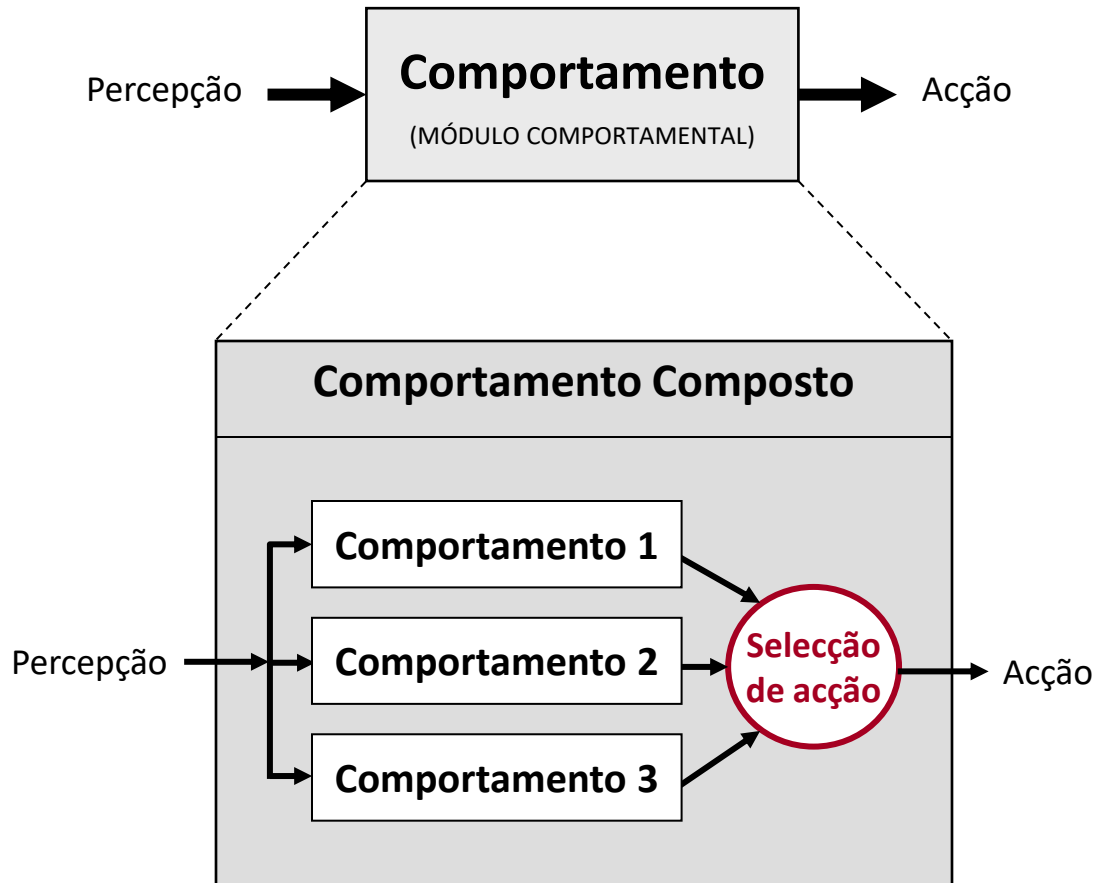 Percepção
Comportamento
(MÓDULO COMPORTAMENTAL)
Acção
Comportamento Composto
Comportamento 1
Percepção
Comportamento 2
Comportamento 3
Selecção
de acção
Acção